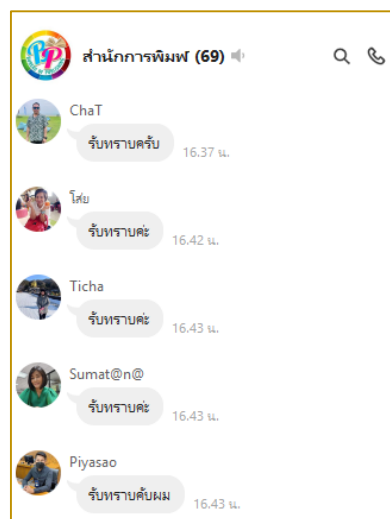 สำนักการพิมพ์ (69)
ChaT
รับทราบครับ
16.37 น.
โส่ย
รับทราบค่ะ
16.42 น.
Ticha
รับทราบค่ะ
16.43 น.
Sumat@n@
รับทราบค่ะ
16.43 น.
Piyasao
รับทราบคับผม
16.43 น.